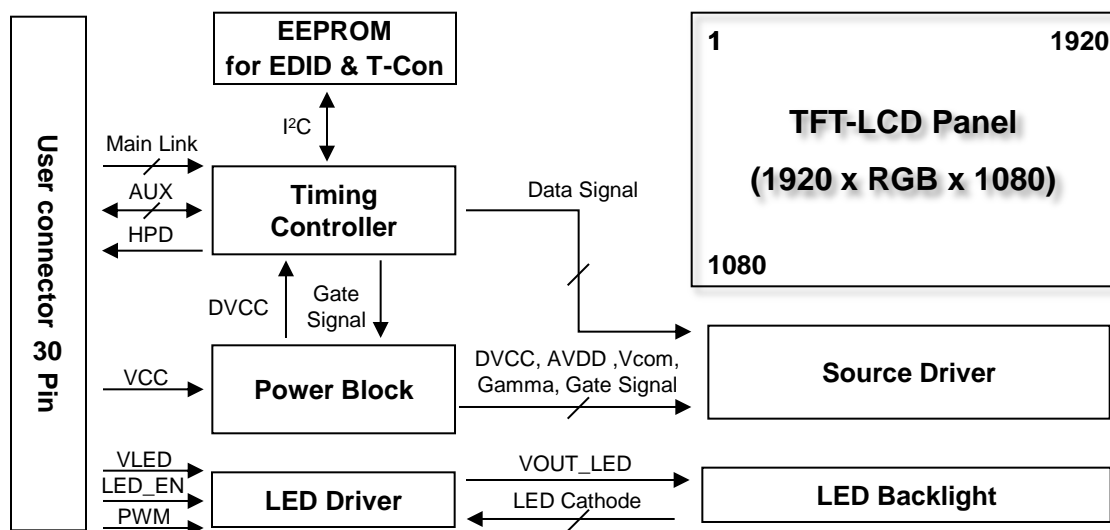 EEPROM
for EDID & T-Con
1
1920
TFT-LCD Panel
(1920 x RGB x 1080)
1080
I²C
User connector 30 Pin
Main Link
AUX
HPD
Timing
Controller
Data Signal
DVCC
Gate
Signal
VCC
Power Block
DVCC, AVDD ,Vcom,
Gamma, Gate Signal
Source Driver
VLED
LED_EN
PWM
LED Driver
VOUT_LED
LED Cathode
LED Backlight